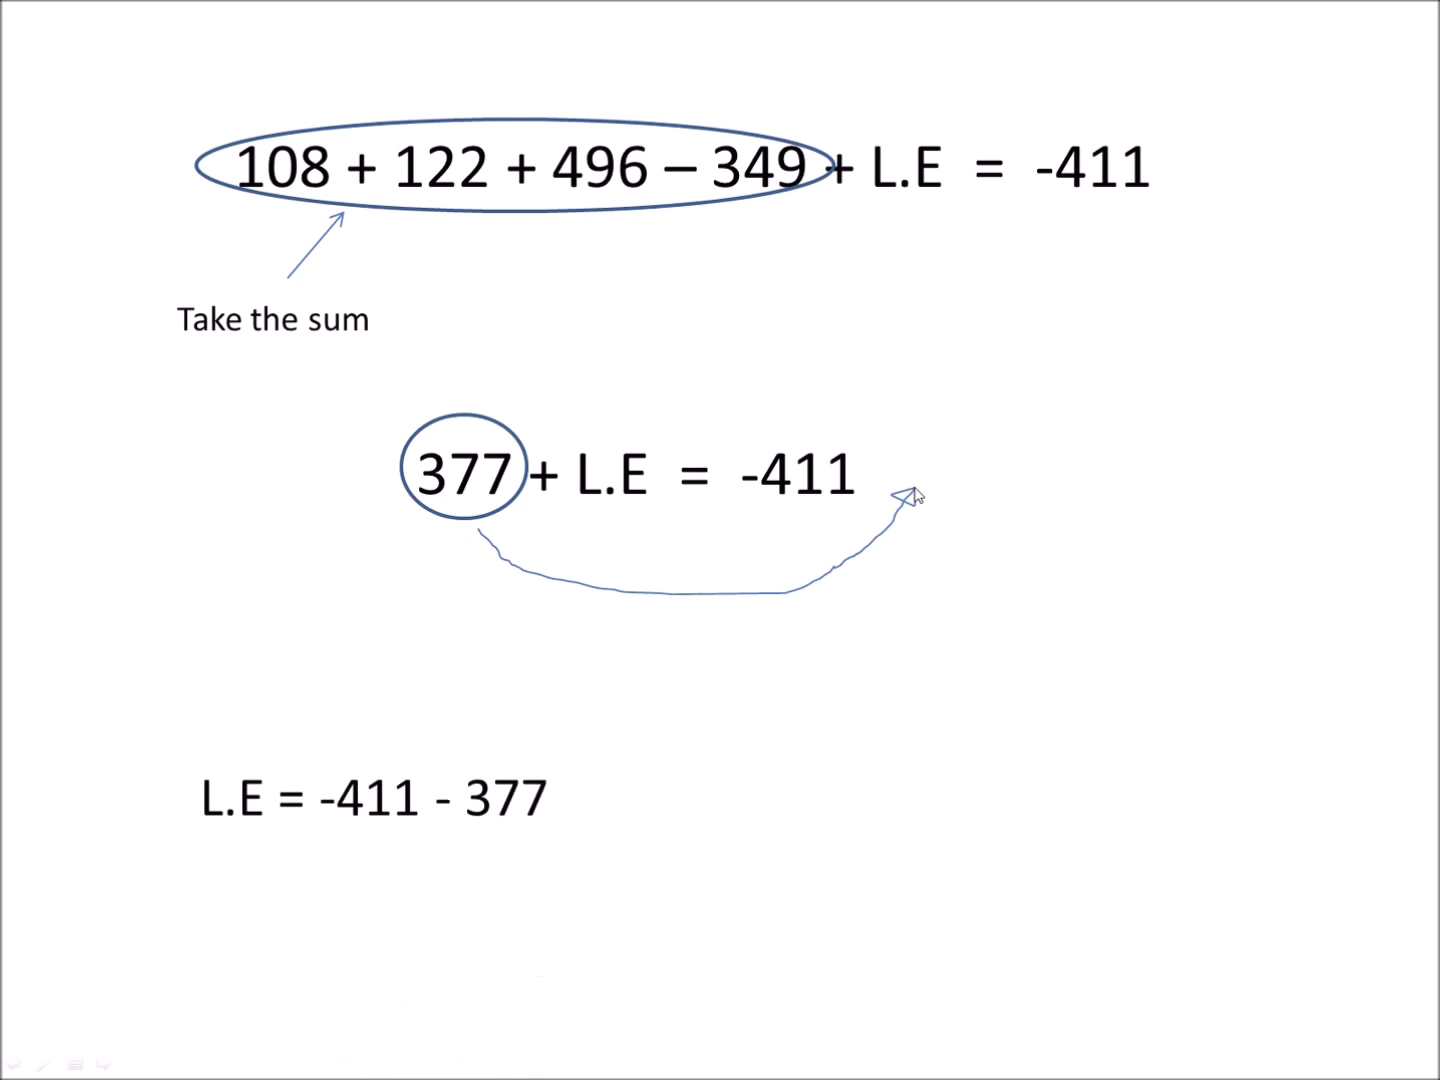 108 + 122 + 496 – 349 + L.E = -411
Take the sum
377 + L.E = -411
L.E = -411 - 377